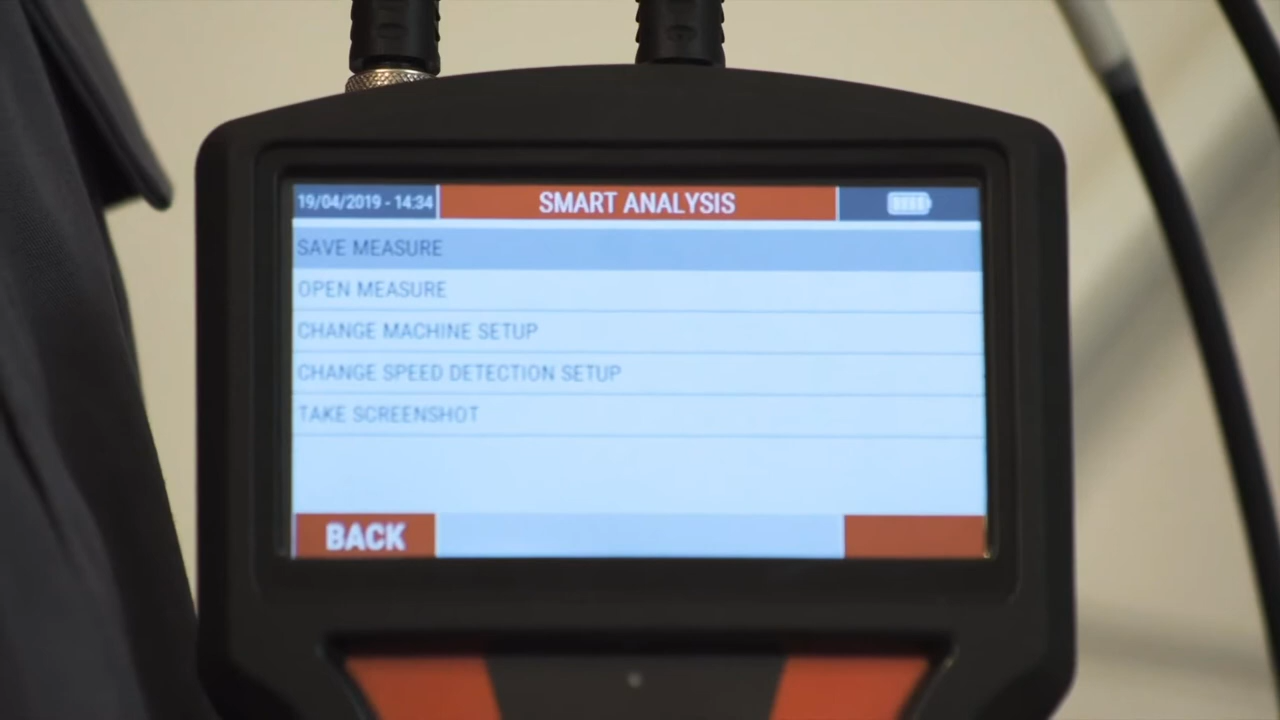 19/04/2019 - 14:34 SMART ANALYSIS
SAVE MEASURE
OPEN MEASURE
CHANGE MACHINE SETUP
CHANGE SPEED DETECTION SETUP
TAKE SCREENSHOT
BACK